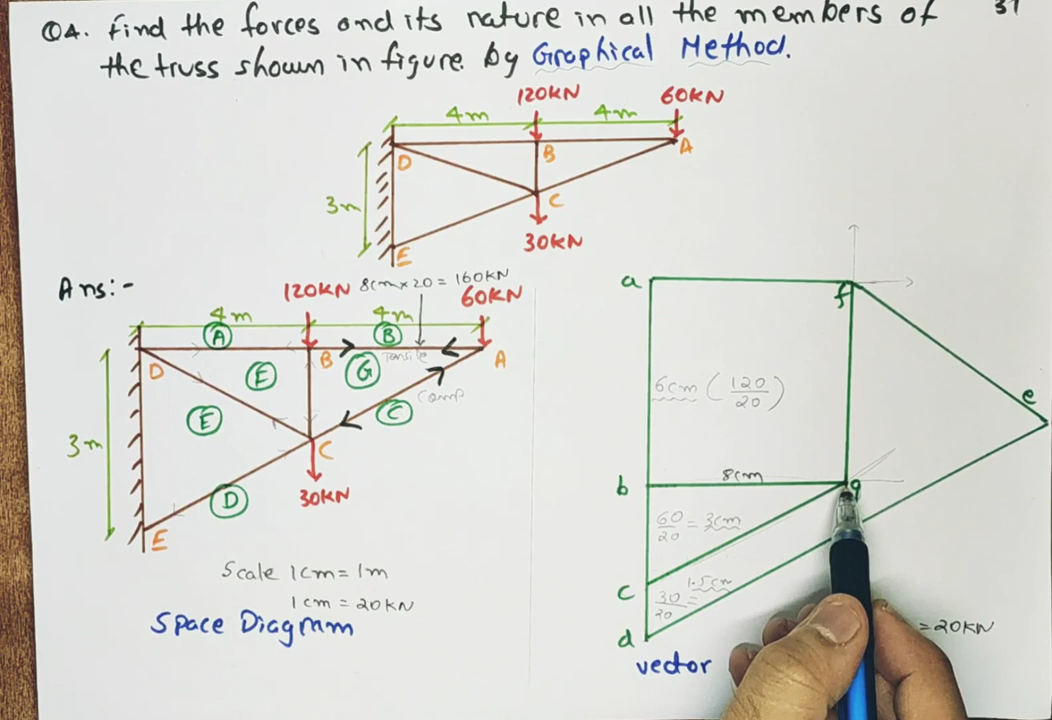 Q4. Find the forces and its nature in all the members of
the truss shown in figure by Graphical Method.
120KN 60KN
4m 4m
D B A
3m
C
E
30KN
Ans:-
8cm x 20 = 160KN
120KN 60KN
4m 4m
A B
D B Tensile A
E G
Comp
E C
3m
C
D
30KN
E
Scale 1cm = 1m
1cm = 20KN
Space Diagram
a f
6cm (120/20)
e
b 8cm g
60/20 = 3cm
c 1.5cm
30/20 =
d
= 20KN
vector